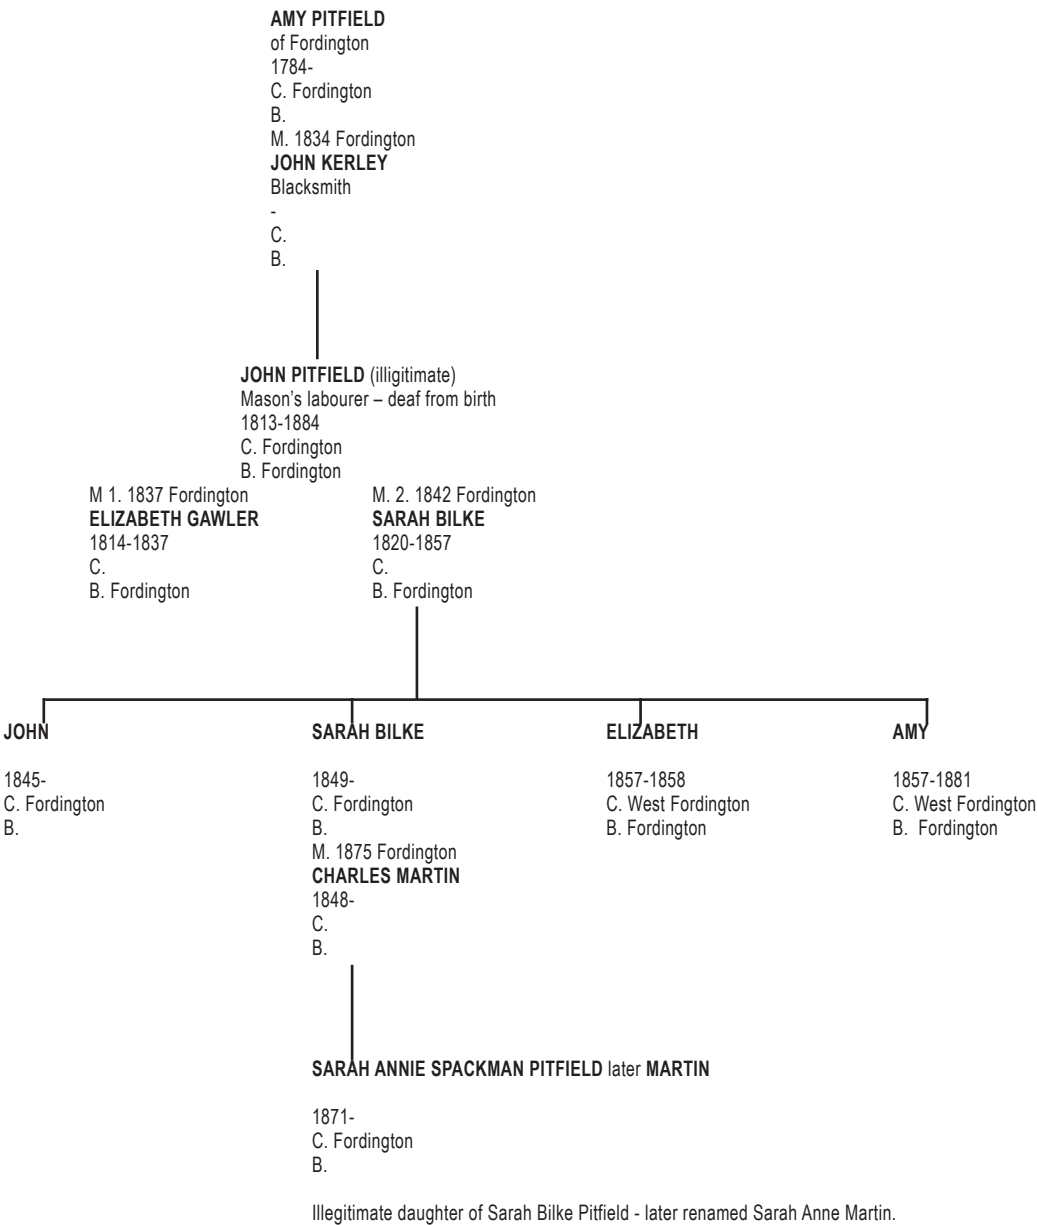 AMY PITFIELD
of Fordington
1784-
C. Fordington
B.
M. 1834 Fordington
JOHN KERLEY
Blacksmith
-
C.
B.
JOHN PITFIELD (illigitimate)
Mason’s labourer – deaf from birth
1813-1884
C. Fordington
B. Fordington
M 1. 1837 Fordington
ELIZABETH GAWLER
1814-1837
C.
B. Fordington
M. 2. 1842 Fordington
SARAH BILKE
1820-1857
C.
B. Fordington
JOHN
1845-
C. Fordington
B.
SARAH BILKE
1849-
C. Fordington
B.
M. 1875 Fordington
CHARLES MARTIN
1848-
C.
B.
ELIZABETH
1857-1858
C. West Fordington
B. Fordington
AMY
1857-1881
C. West Fordington
B. Fordington
SARAH ANNIE SPACKMAN PITFIELD later MARTIN
1871-
C. Fordington
B.
Illegitimate daughter of Sarah Bilke Pitfield - later renamed Sarah Anne Martin.